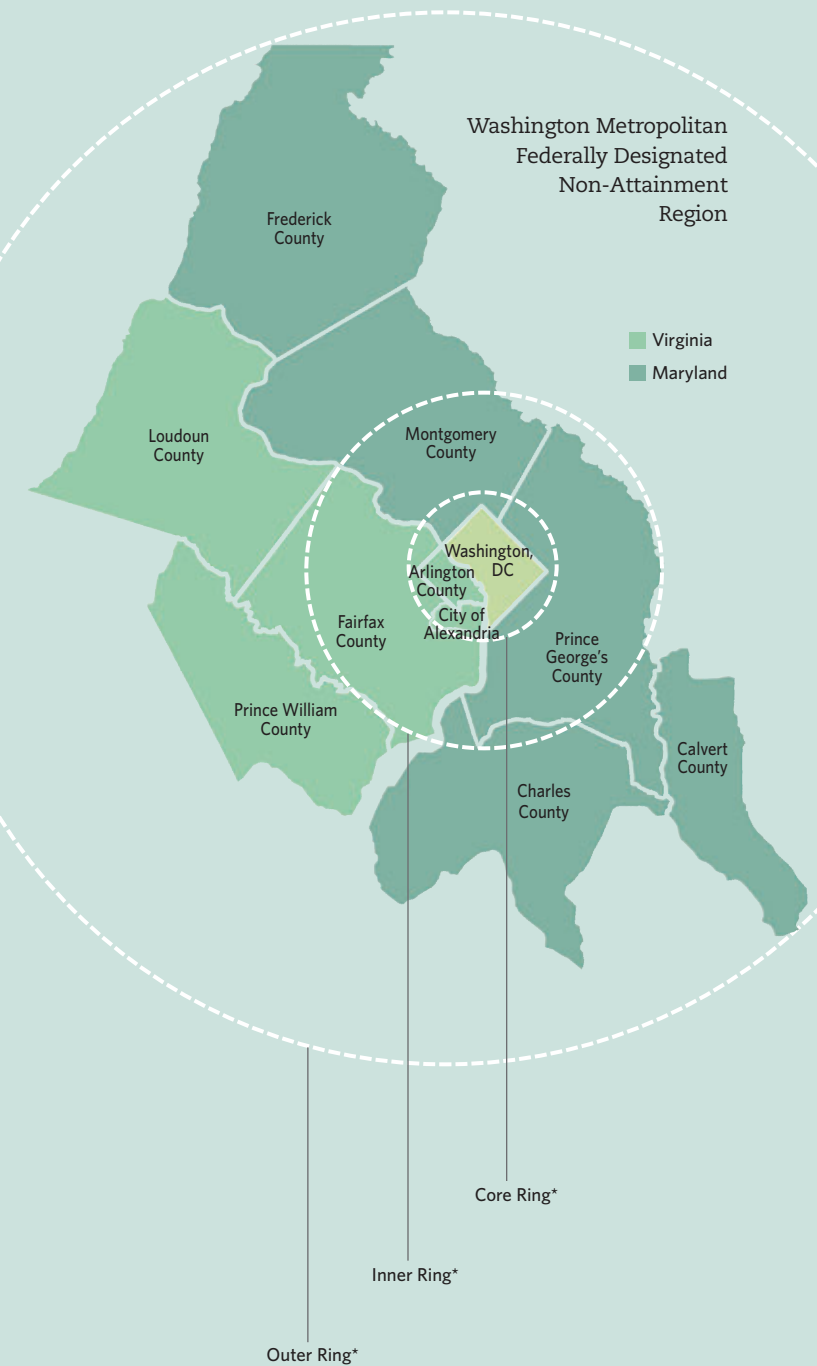 Washington Metropolitan
Federally Designated
Non-Attainment
Region
Virginia
Maryland
Frederick
County
Loudoun
County
Montgomery
County
Washington,
DC
Arlington
County
City of
Alexandria
Fairfax
County
Prince
George's
County
Prince William
County
Calvert
County
Charles
County
Core Ring*
Inner Ring*
Outer Ring*